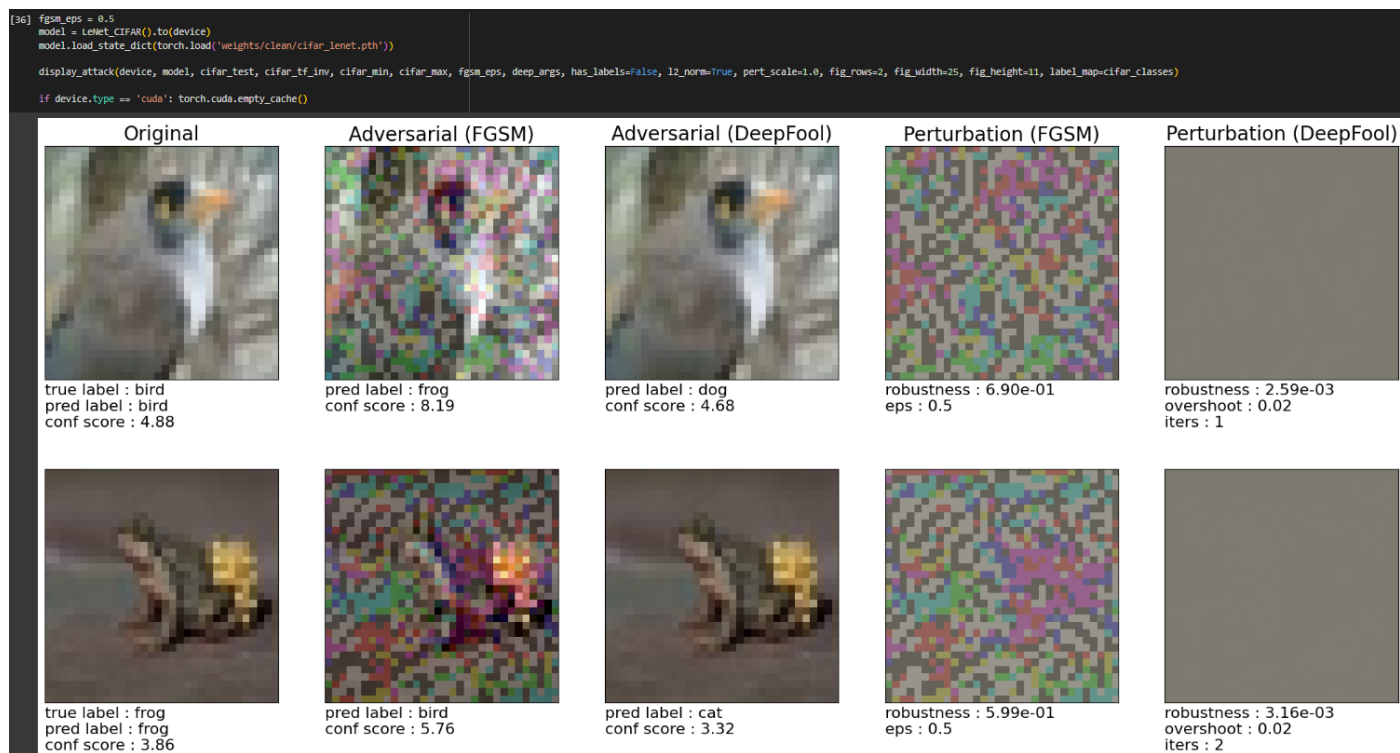 [36] fgsm_eps = 0.5
model = LeNet_CIFAR().to(device)
model.load_state_dict(torch.load('weights/clean/cifar_lenet.pth'))
display_attack(device, model, cifar_test, cifar_tf_inv, cifar_min, cifar_max, fgsm_eps, deep_args, has_labels=False, l2_norm=True, pert_scale=1.0, fig_rows=2, fig_width=25, fig_height=11, label_map=cifar_classes)
if device.type == 'cuda': torch.cuda.empty_cache()
Original Adversarial (FGSM) Adversarial (DeepFool) Perturbation (FGSM) Perturbation (DeepFool)
true label : bird pred label : frog pred label : dog robustness : 6.90e-01 robustness : 2.59e-03
pred label : bird conf score : 8.19 conf score : 4.68 eps : 0.5 overshoot : 0.02
conf score : 4.88 iters : 1
true label : frog pred label : bird pred label : cat robustness : 5.99e-01 robustness : 3.16e-03
pred label : frog conf score : 5.76 conf score : 3.32 eps : 0.5 overshoot : 0.02
conf score : 3.86 iters : 2